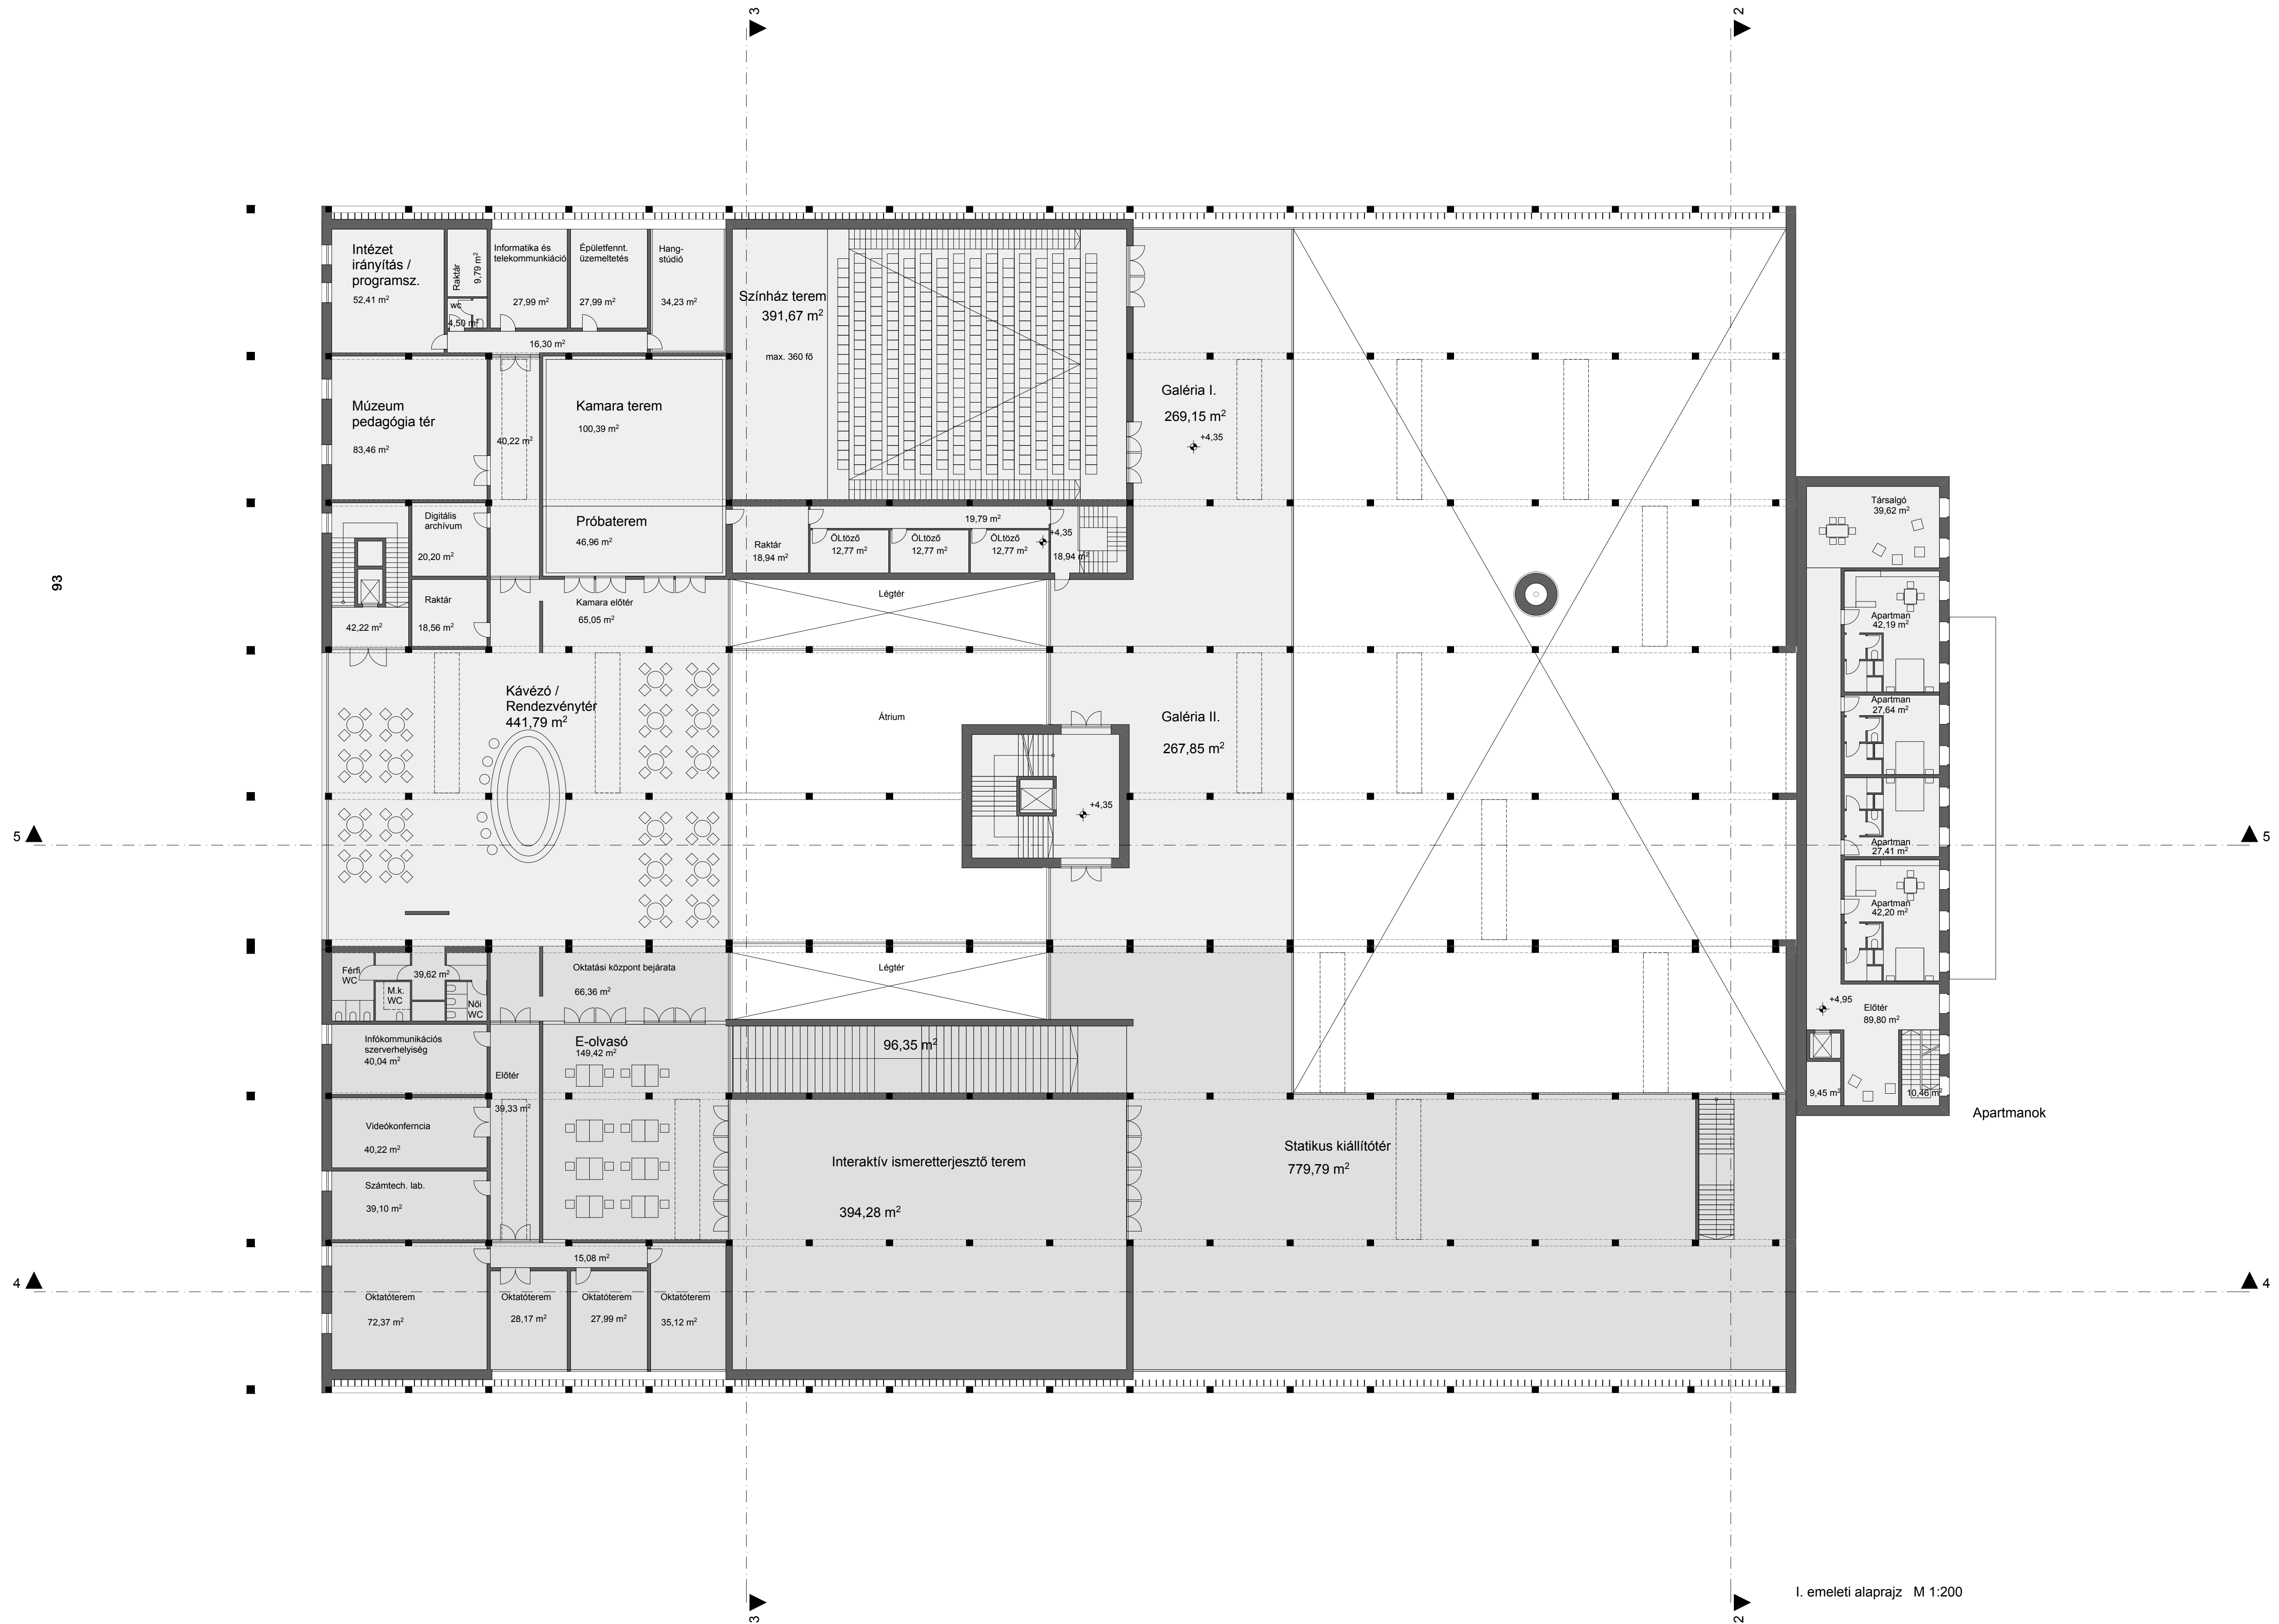 3
2
Intézet
irányítás /
programsz.
52,41 m²
Raktár
9,79 m²
wc
4,50 m²
Informatika és
telekommunkiáció
27,99 m²
Épületfennt.
üzemeltetés
27,99 m²
Hang-
stúdió
34,23 m²
16,30 m²
Színház terem
391,67 m²
max. 360 fő
Múzeum
pedagógia tér
83,46 m²
40,22 m²
Kamara terem
100,39 m²
Galéria I.
269,15 m²
+4,35
Digitális
archívum
20,20 m²
Próbaterem
46,96 m²
Raktár
18,94 m²
19,79 m²
ÖLtöző
12,77 m²
ÖLtöző
12,77 m²
ÖLtöző
12,77 m²
+4,35
18,94 m²
Társalgó
39,62 m²
93
42,22 m²
Raktár
18,56 m²
Kamara előtér
65,05 m²
Légtér
Apartman
42,19 m²
Kávézó /
Rendezvénytér
441,79 m²
Átrium
Galéria II.
267,85 m²
Apartman
27,64 m²
+4,35
5
5
Apartman
27,41 m²
Apartman
42,20 m²
Férfi
WC
39,62 m²
M.k.
WC
Női
WC
Oktatási központ bejárata
66,36 m²
Légtér
+4,95
Előtér
89,80 m²
Infókommunikációs
szerverhelyiség
40,04 m²
Előtér
39,33 m²
E-olvasó
149,42 m²
96,35 m²
9,45 m²
10,46 m²
Apartmanok
Videókonferncia
40,22 m²
Számtech. lab.
39,10 m²
Interaktív ismeretterjesztő terem
394,28 m²
Statikus kiállítótér
779,79 m²
15,08 m²
4
4
Oktatóterem
72,37 m²
Oktatóterem
28,17 m²
Oktatóterem
27,99 m²
Oktatóterem
35,12 m²
I. emeleti alaprajz M 1:200
3
2